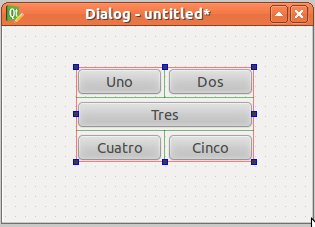 Dialog - untitled*
Uno Dos
Tres
Cuatro Cinco